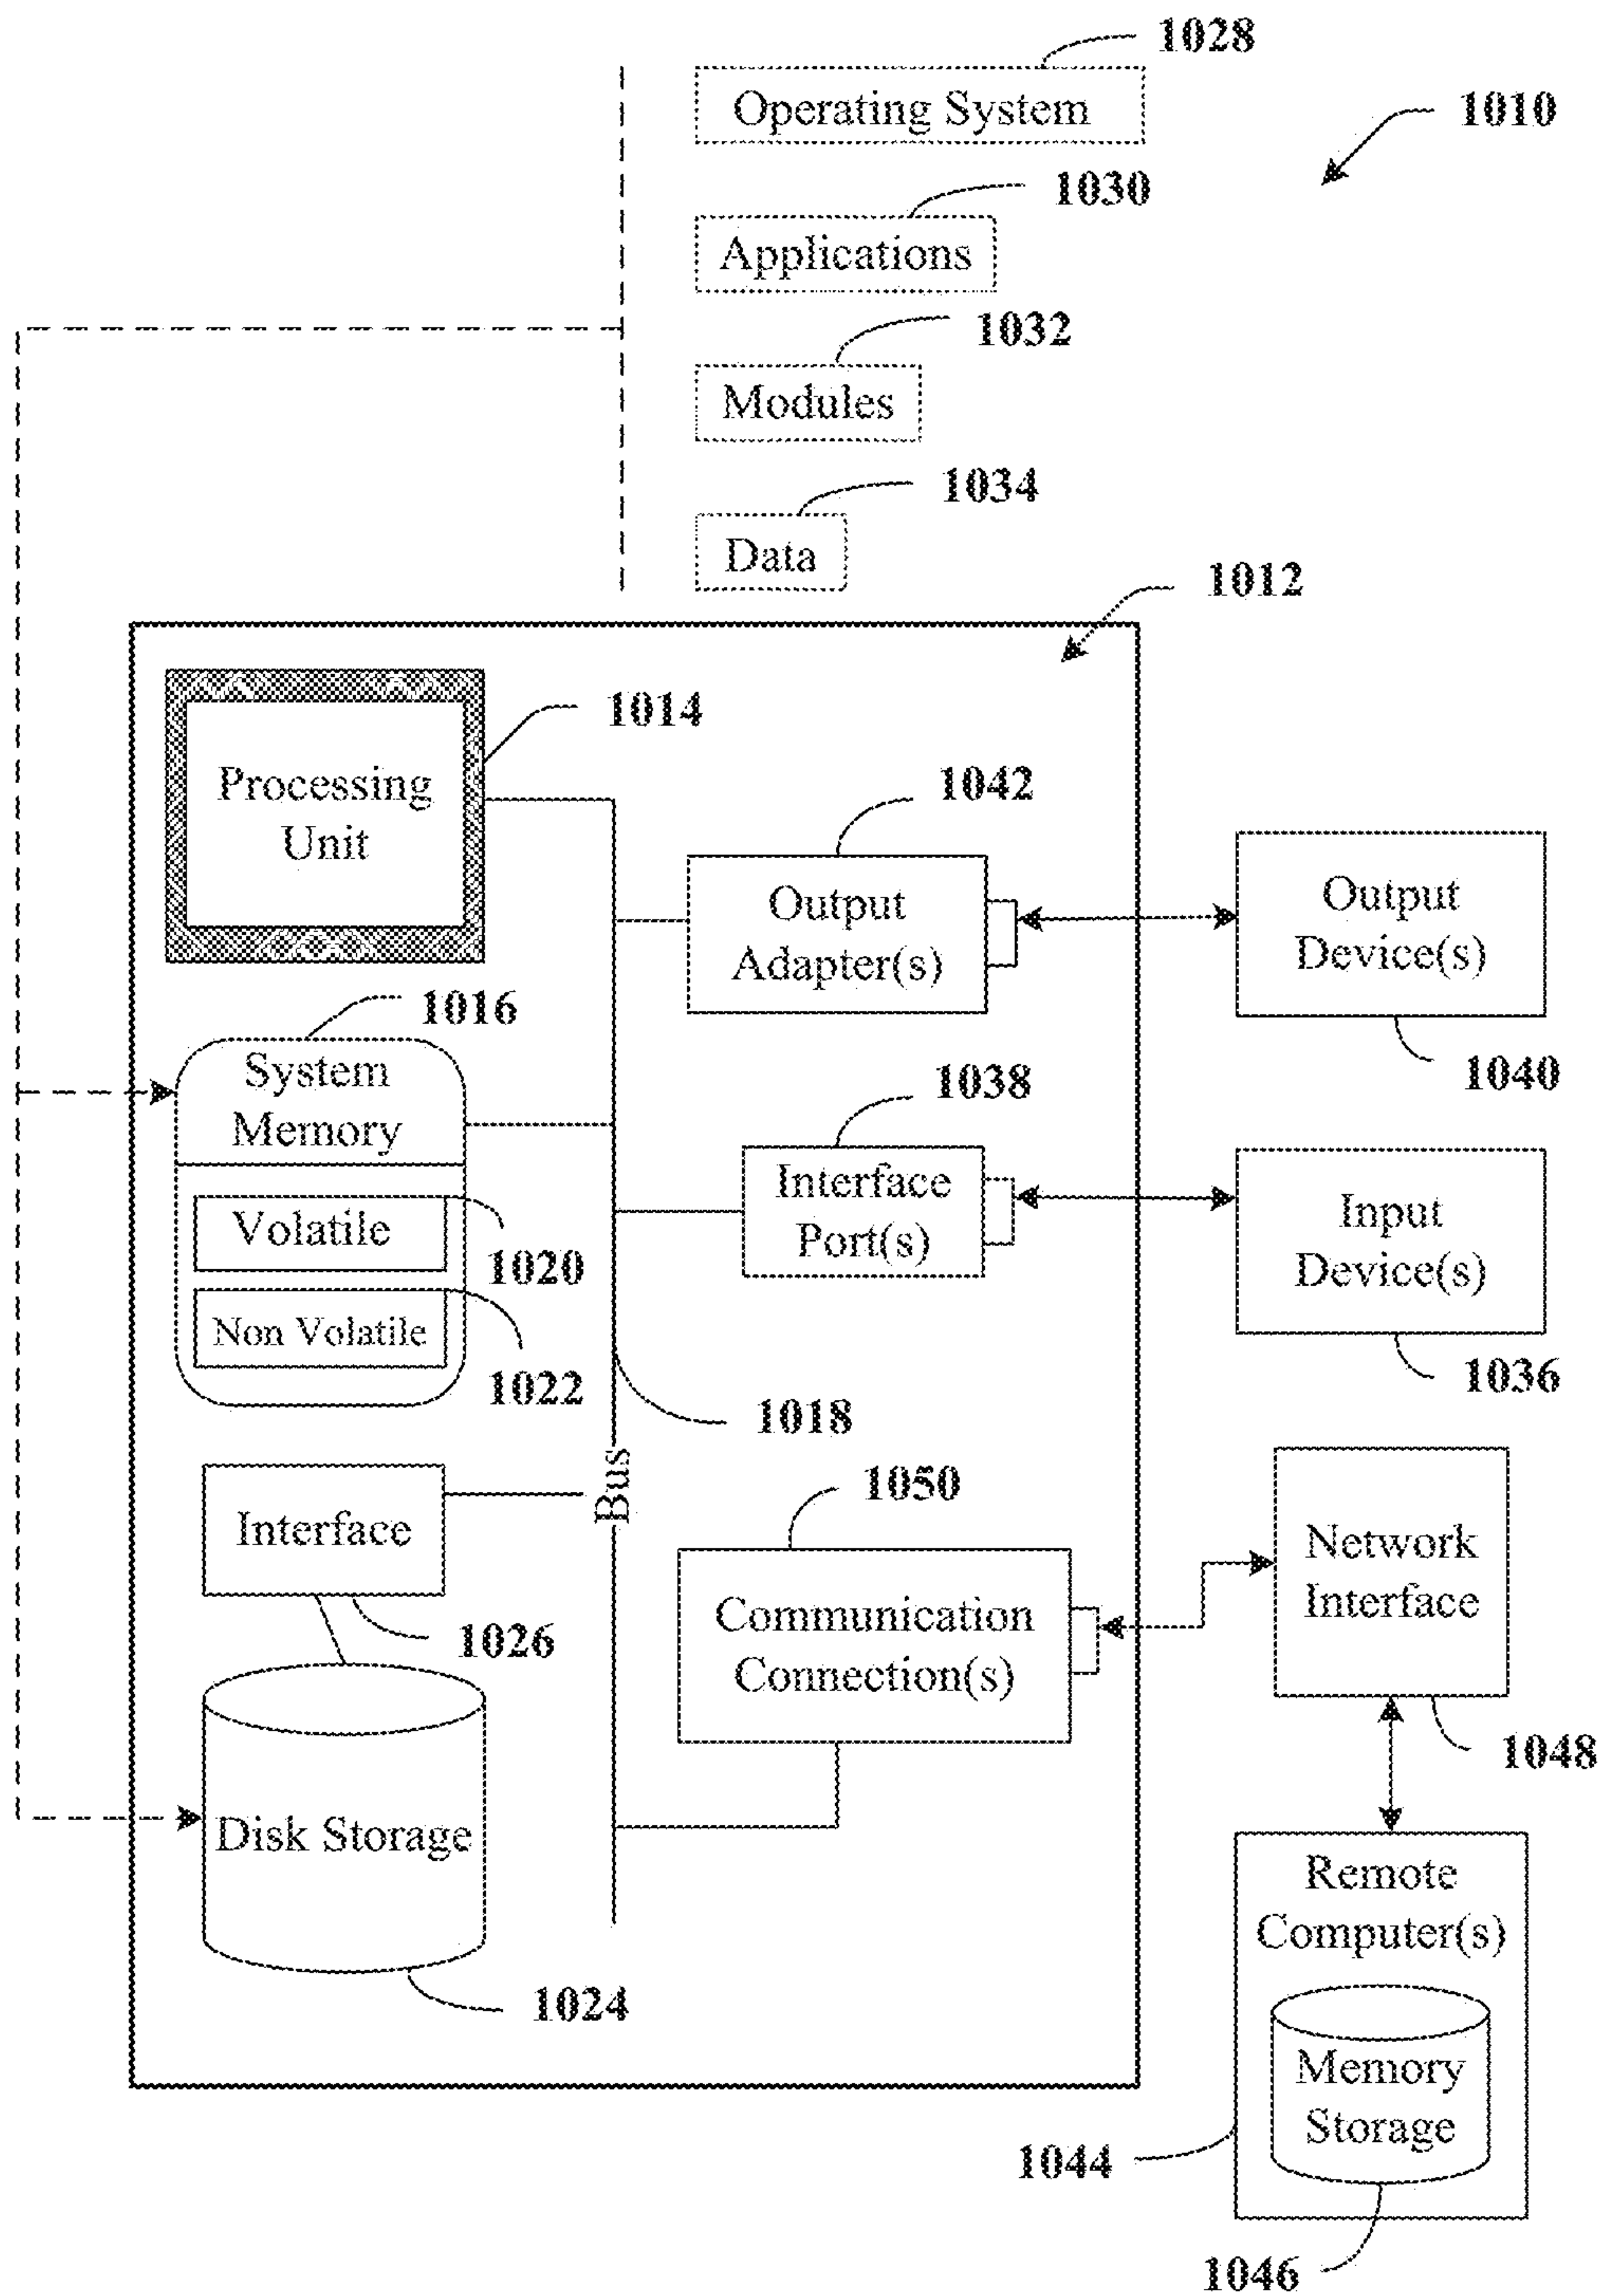 1028
Operating System
1010
1030
Applications
1032
Modules
1034
Data
1012
1014
Processing
Unit
1042
Output
Adapter(s)
Output
Device(s)
1040
1016
System
Memory
1038
Interface
Port(s)
Input
Device(s)
1036
Volatile
1020
Non Volatile
1022
1018
Bus
Interface
1026
1050
Communication
Connection(s)
Network
Interface
1048
Disk Storage
1024
Remote
Computer(s)
Memory
Storage
1044
1046